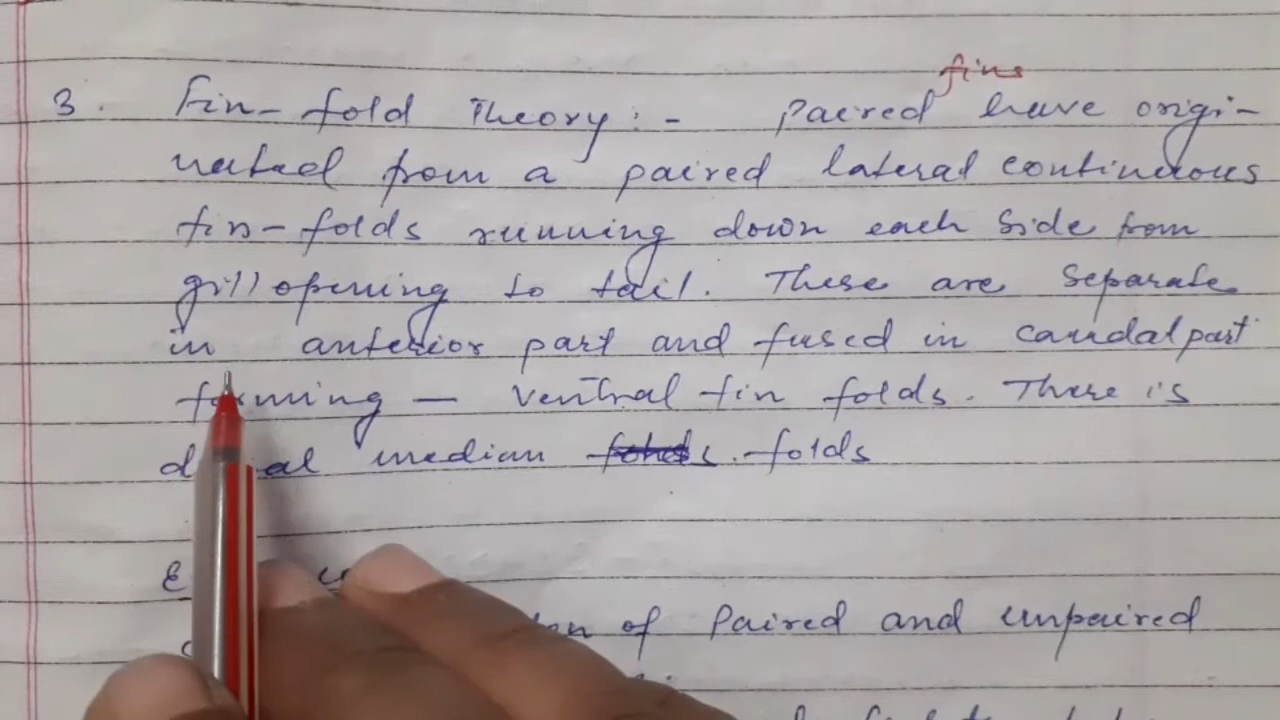 fins
3. Fin-fold Theory:- Paired have origi-
nated from a paired lateral continuous
fin-folds running down each side from
gill opening to tail. These are separate
in anterior part and fused in caudal part
forming — Ventral fin folds. There is
median folds
of Paired and unpaired